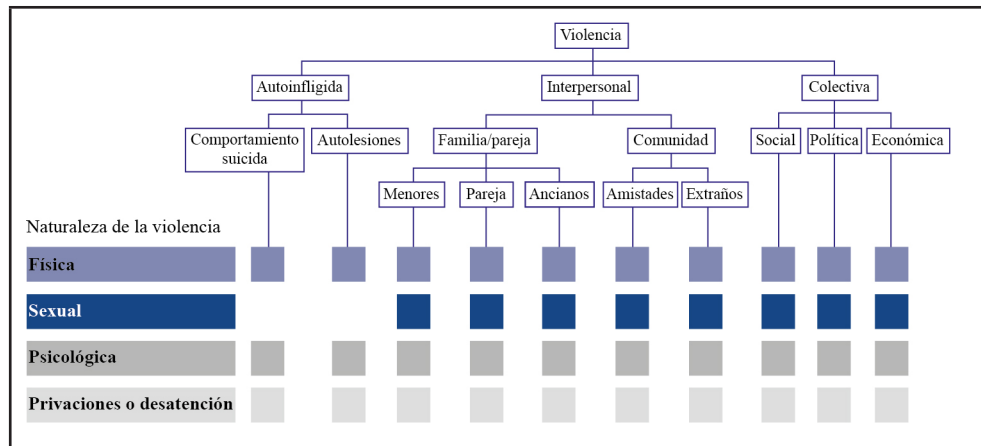 Violencia
Autoinfligida
Interpersonal
Colectiva
Comportamiento
suicida
Autolesiones
Familia/pareja
Comunidad
Social
Política
Económica
Menores
Pareja
Ancianos
Amistades
Extraños
Naturaleza de la violencia
Física
Sexual
Psicológica
Privaciones o desatención